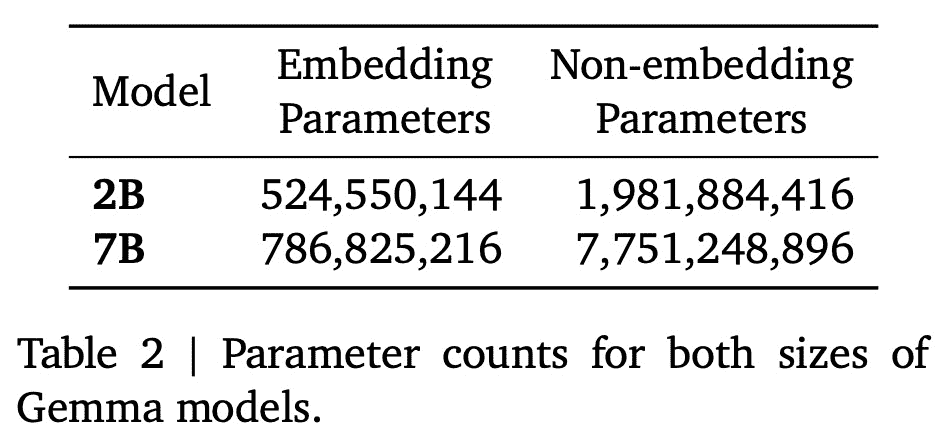 Model Embedding Parameters Non-embedding Parameters
2B 524,550,144 1,981,884,416
7B 786,825,216 7,751,248,896
Table 2 | Parameter counts for both sizes of
Gemma models.